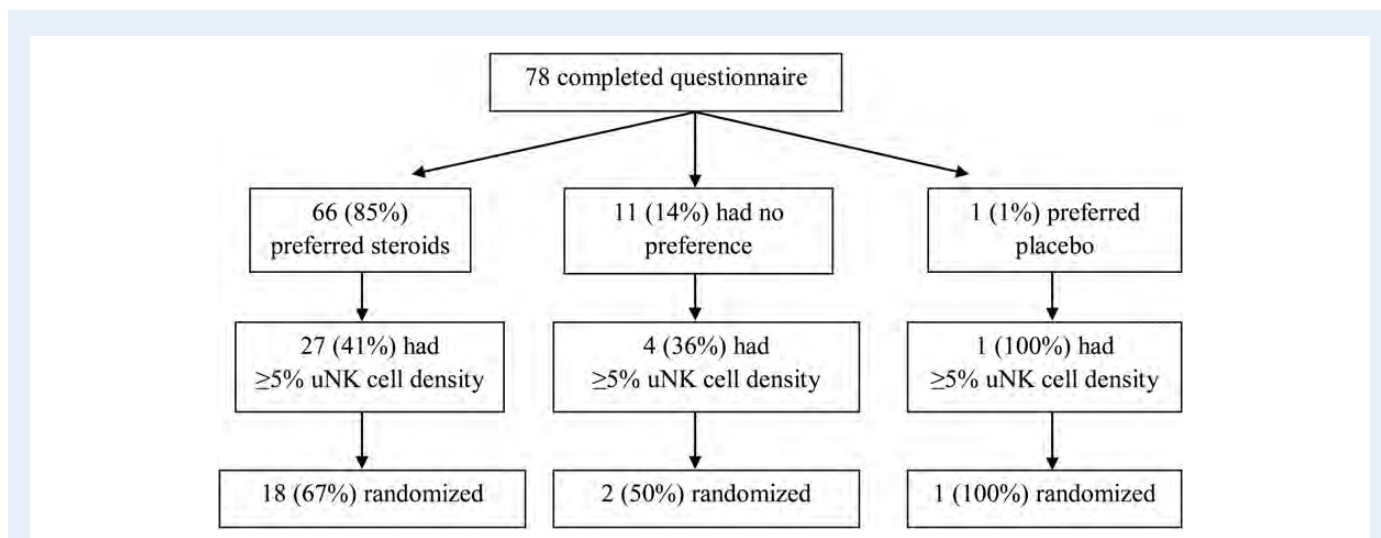 78 completed questionnaire
66 (85%)
preferred steroids
11 (14%) had no
preference
1 (1%) preferred
placebo
27 (41%) had
≥5% uNK cell density
4 (36%) had
≥5% uNK cell density
1 (100%) had
≥5% uNK cell density
18 (67%) randomized
2 (50%) randomized
1 (100%) randomized